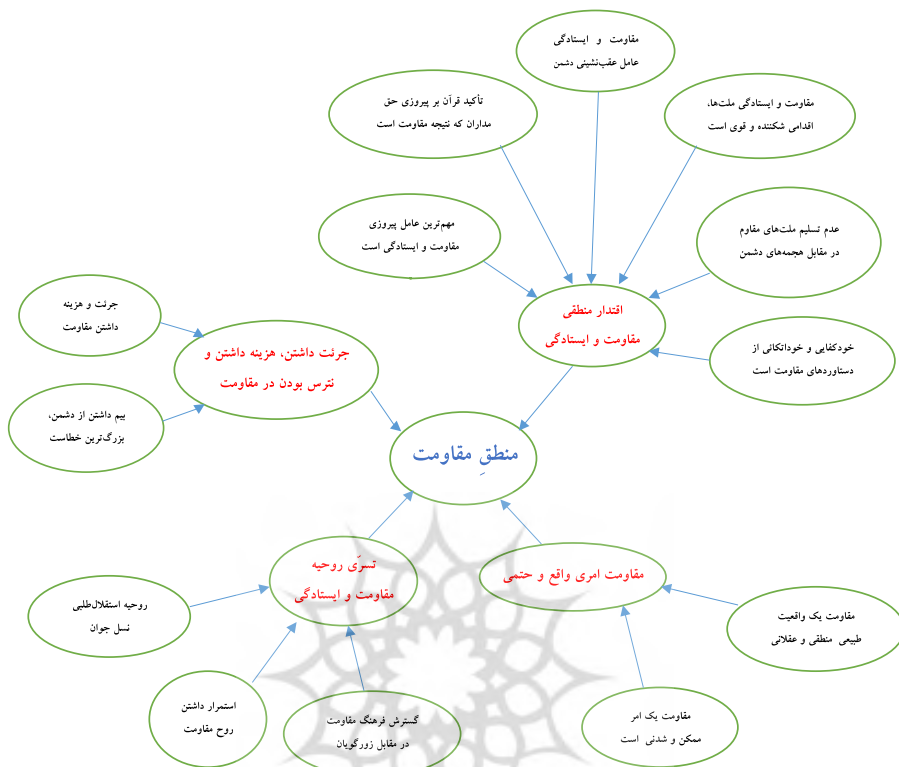 مقاومت و ایستادگی
عامل عقب‌نشینی دشمن
تأکید قرآن بر پیروزی حق
مداران که نتیجه مقاومت است
مقاومت و ایستادگی ملت‌ها،
اقدامی شکننده و قوی است
مهم‌ترین عامل پیروزی
مقاومت و ایستادگی است
عدم تسلیم ملت‌های مقاوم
در مقابل هجمه‌های دشمن
اقتدار منطقی
مقاومت و ایستادگی
خودکفایی و خوداتکائی از
دستاوردهای مقاومت است
جرئت و هزینه
داشتن مقاومت
جرئت داشتن، هزینه داشتن و
نترس بودن در مقاومت
بیم داشتن از دشمن،
بزرگ‌ترین خطاست
منطقِ مقاومت
تسرّی روحیه
مقاومت و ایستادگی
مقاومت امری واقع و حتمی
روحیه استقلال‌طلبی
نسل جوان
مقاومت یک واقعیت
طبیعی منطقی و عقلانی
استمرار داشتن
روح مقاومت
گسترش فرهنگ مقاومت
در مقابل زورگویان
مقاومت یک امر
ممکن و شدنی است